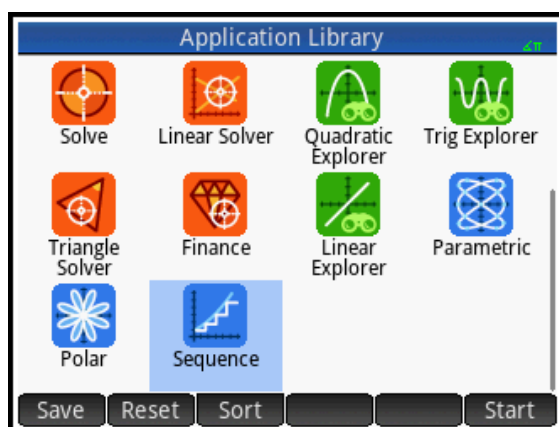 Application Library
∡π
Solve Linear Solver Quadratic Explorer Trig Explorer
Triangle Solver Finance Linear Explorer Parametric
Polar Sequence
Save Reset Sort Start